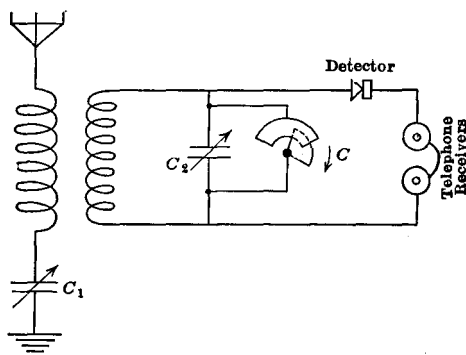 Detector
C₂
C
Telephone
Receivers
C₁